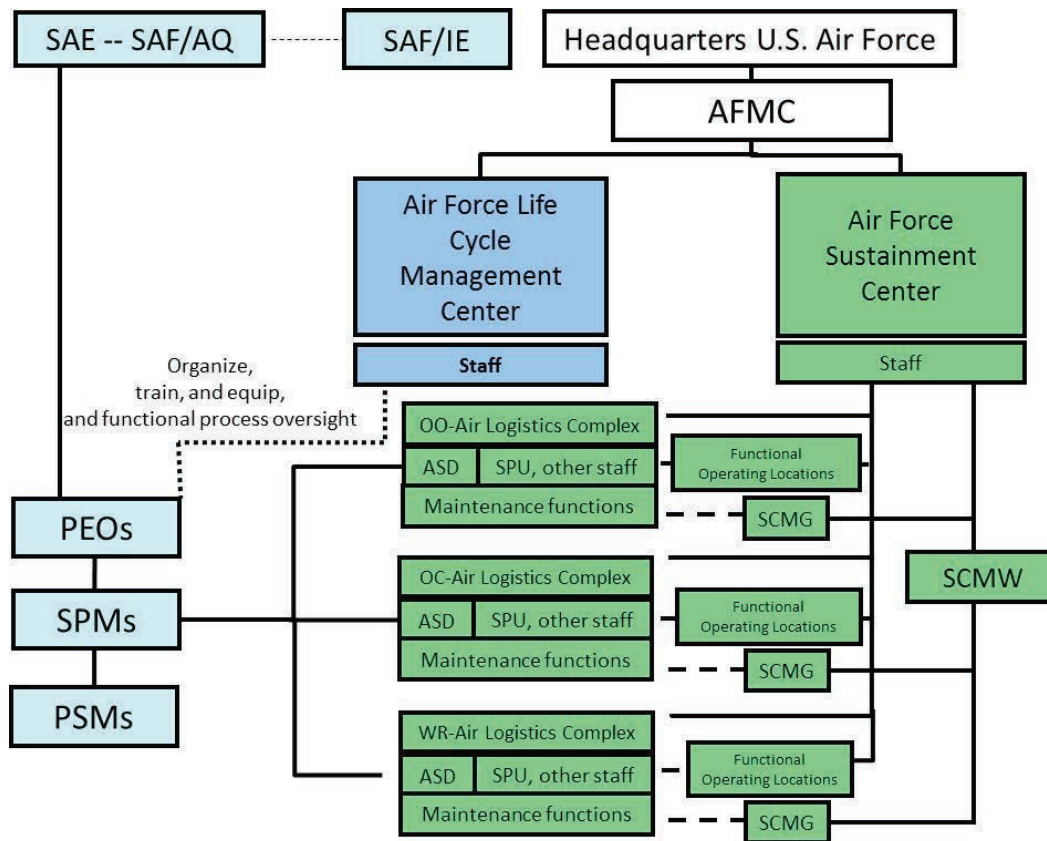 SAE -- SAF/AQ
SAF/IE
Headquarters U.S. Air Force
AFMC
Air Force Life
Cycle
Management
Center
Air Force
Sustainment
Center
Staff
Staff
Organize,
train, and equip,
and functional process oversight
OO-Air Logistics Complex
ASD
SPU, other staff
Maintenance functions
Functional
Operating Locations
SCMG
PEOs
SPMs
PSMs
OC-Air Logistics Complex
ASD
SPU, other staff
Maintenance functions
Functional
Operating Locations
SCMG
SCMW
WR-Air Logistics Complex
ASD
SPU, other staff
Maintenance functions
Functional
Operating Locations
SCMG